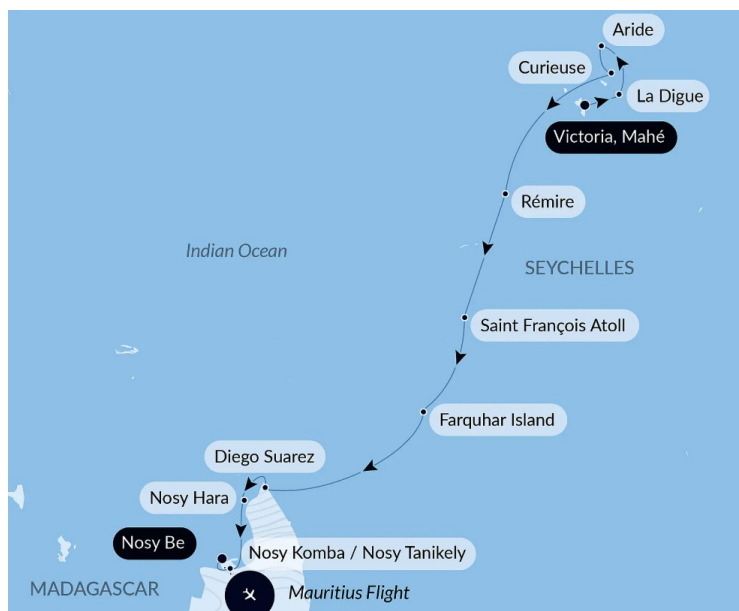 Aride
Curieuse
La Digue
Victoria, Mahé
Rémire
Indian Ocean
SEYCHELLES
Saint François Atoll
Farquhar Island
Diego Suarez
Nosy Hara
Nosy Be
Nosy Komba / Nosy Tanikely
MADAGASCAR
Mauritius Flight